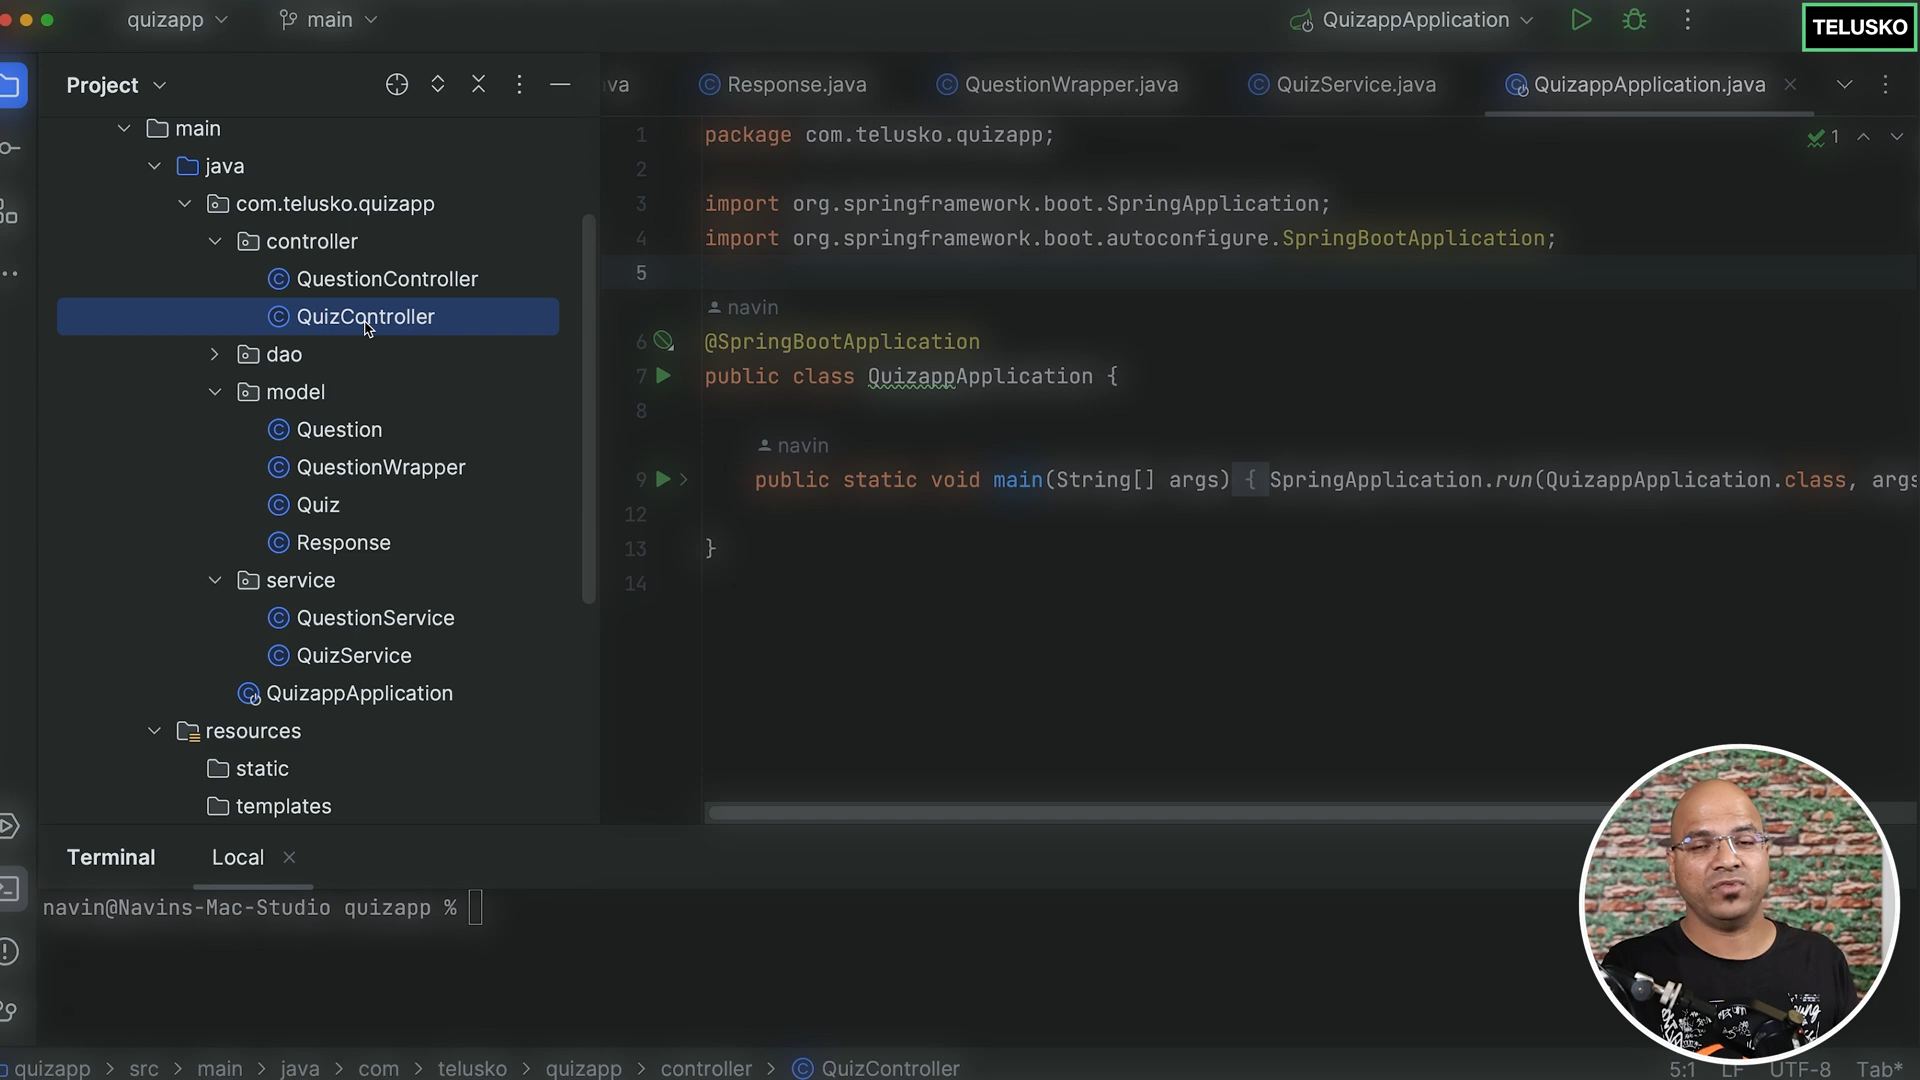 quizapp
main
QuizappApplication
TELUSKO
Project
va
Response.java
QuestionWrapper.java
QuizService.java
QuizappApplication.java
main
java
com.telusko.quizapp
controller
QuestionController
QuizController
dao
model
Question
QuestionWrapper
Quiz
Response
service
QuestionService
QuizService
QuizappApplication
resources
static
templates
1 package com.telusko.quizapp;
2
3 import org.springframework.boot.SpringApplication;
4 import org.springframework.boot.autoconfigure.SpringBootApplication;
5
navin
6 @SpringBootApplication
7 public class QuizappApplication {
8
navin
9 public static void main(String[] args) { SpringApplication.run(QuizappApplication.class, args
12
13 }
14
1
Terminal
Local
navin@Navins-Mac-Studio quizapp %
quizapp > src > main > java > com > telusko > quizapp > controller > QuizController
5:1 LF UTF-8 Tab*